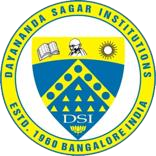 DAYANANDA SAGAR INSTITUTIONS
DSI
ESTD. 1960 BANGALORE INDIA